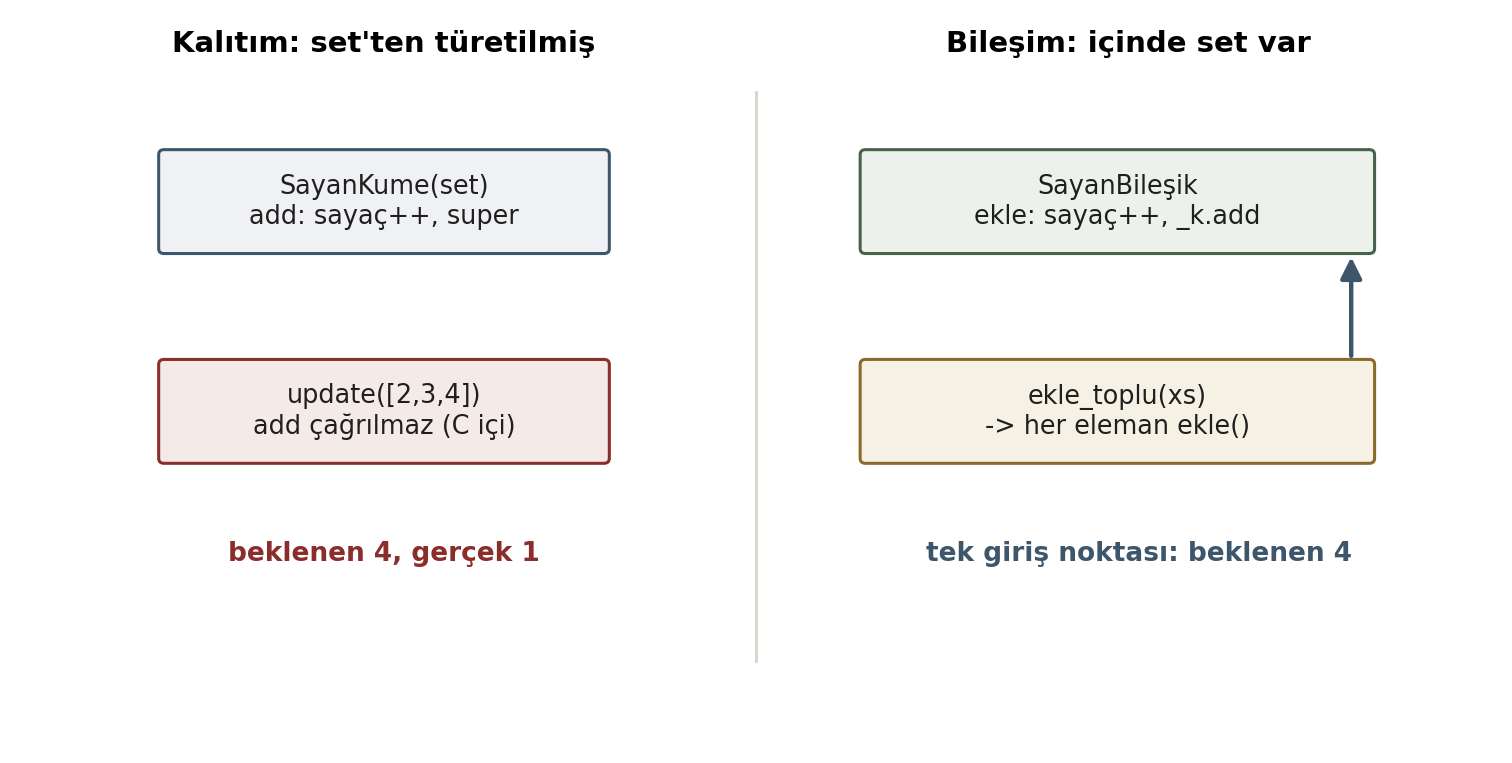 Kalıtım: set'ten türetilmiş
SayanKume(set)
add: sayaç++, super
update([2,3,4])
add çağrılmaz (C içi)
beklenen 4, gerçek 1
Bileşim: içinde set var
SayanBileşik
ekle: sayaç++, _k.add
ekle_toplu(xs)
-> her eleman ekle()
tek giriş noktası: beklenen 4